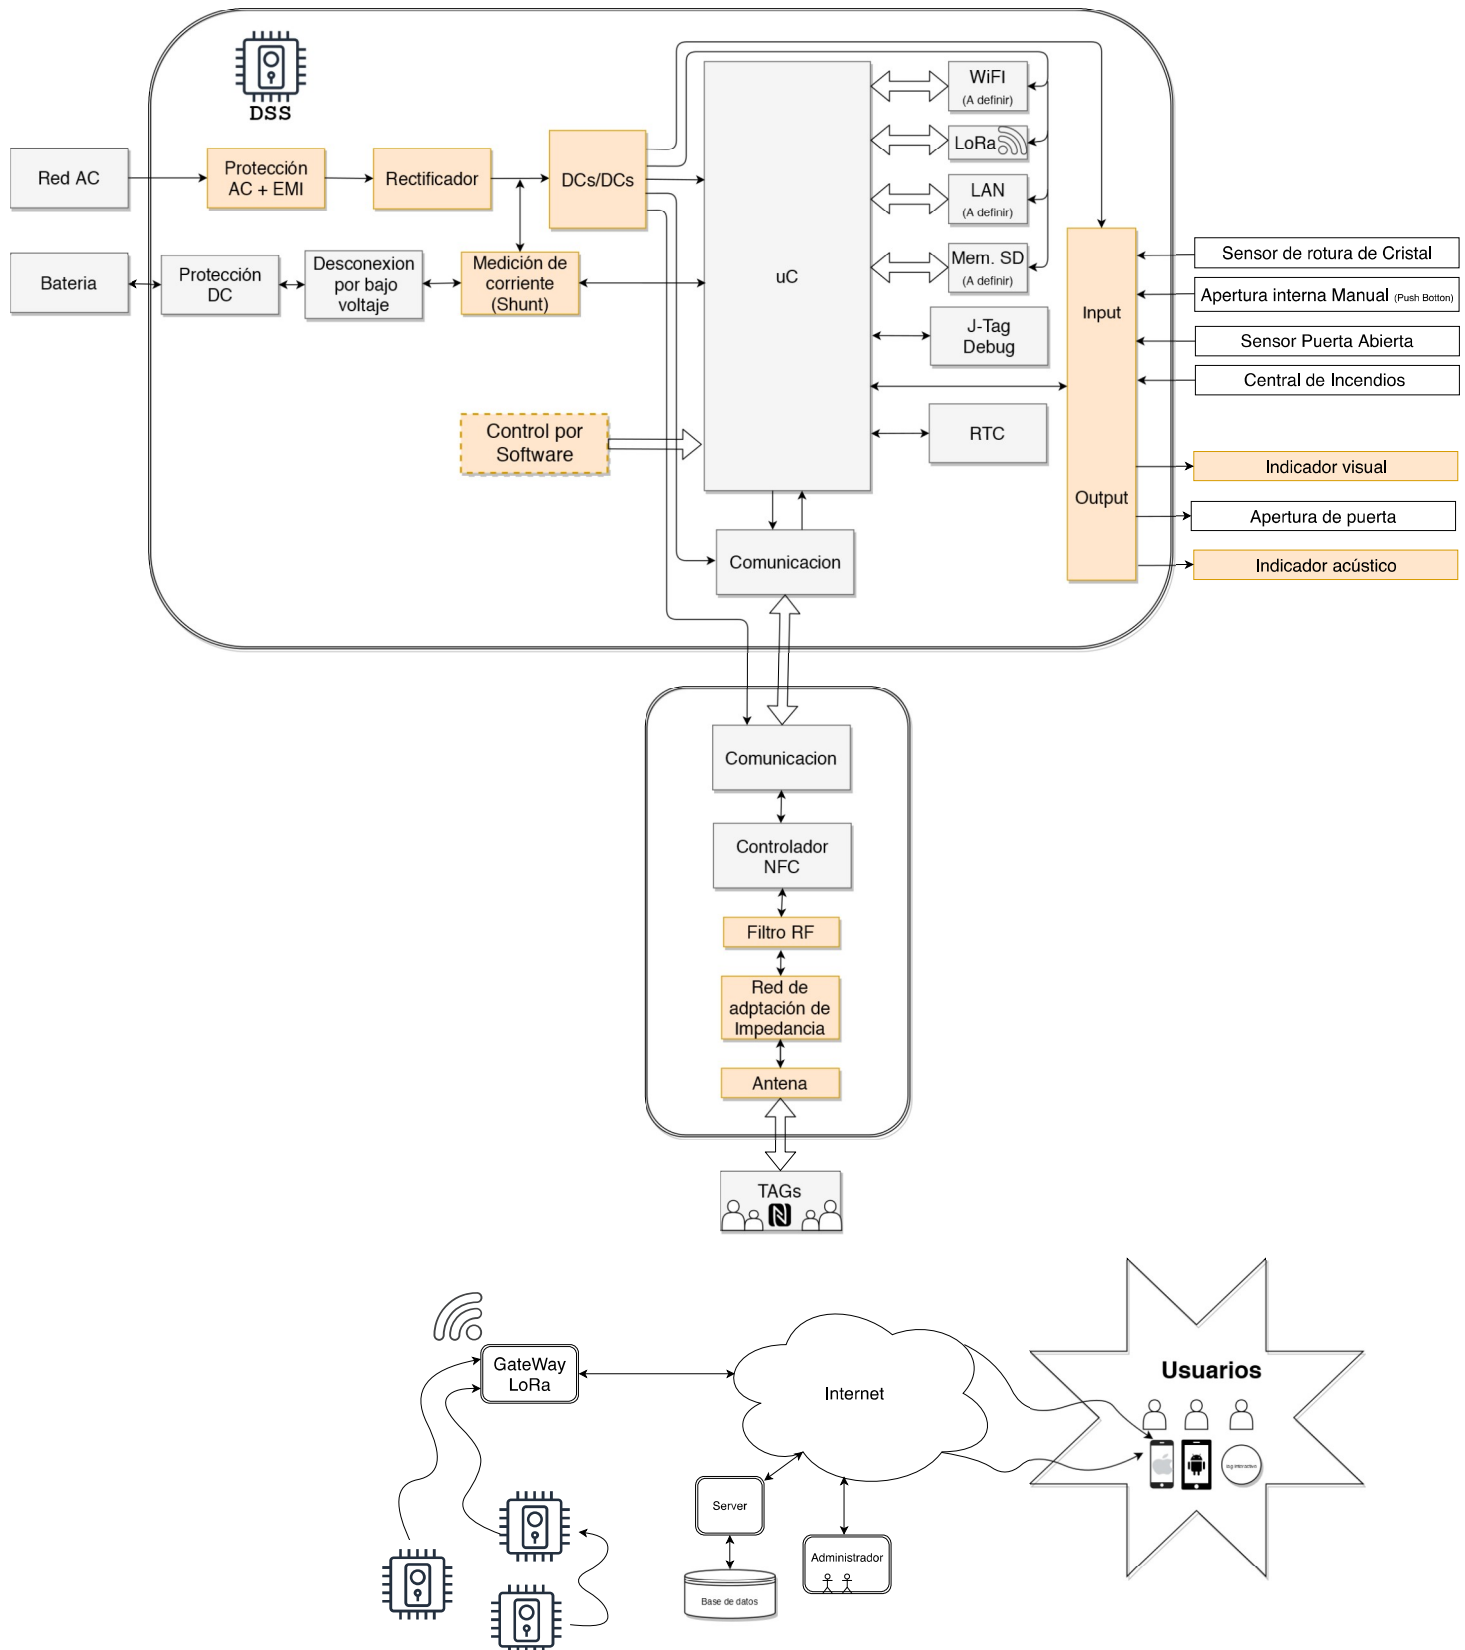 DSS
Red AC
Protección
AC + EMI
Rectificador
DCs/DCs
Bateria
Protección
DC
Desconexion
por bajo
voltaje
Medición de
corriente
(Shunt)
Control por
Software
uC
WiFI
(A definir)
LoRa
LAN
(A definir)
Mem. SD
(A definir)
J-Tag
Debug
RTC
Input
Output
Sensor de rotura de Cristal
Apertura interna Manual (Push Botton)
Sensor Puerta Abierta
Central de Incendios
Indicador visual
Apertura de puerta
Indicador acústico
Comunicacion
Comunicacion
Controlador
NFC
Filtro RF
Red de
adptación de
Impedancia
Antena
TAGs
GateWay
LoRa
Internet
Usuarios
tag interactivo
Server
Administrador
Base de datos